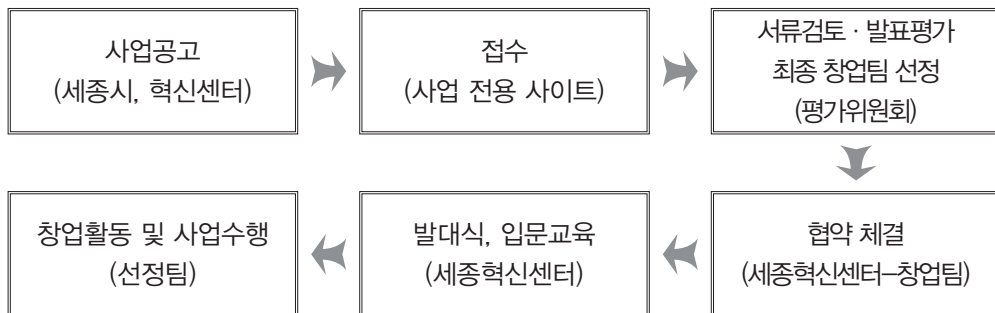 사업공고
(세종시, 혁신센터)
접수
(사업 전용 사이트)
서류검토 · 발표평가
최종 창업팀 선정
(평가위원회)
협약 체결
(세종혁신센터–창업팀)
발대식, 입문교육
(세종혁신센터)
창업활동 및 사업수행
(선정팀)